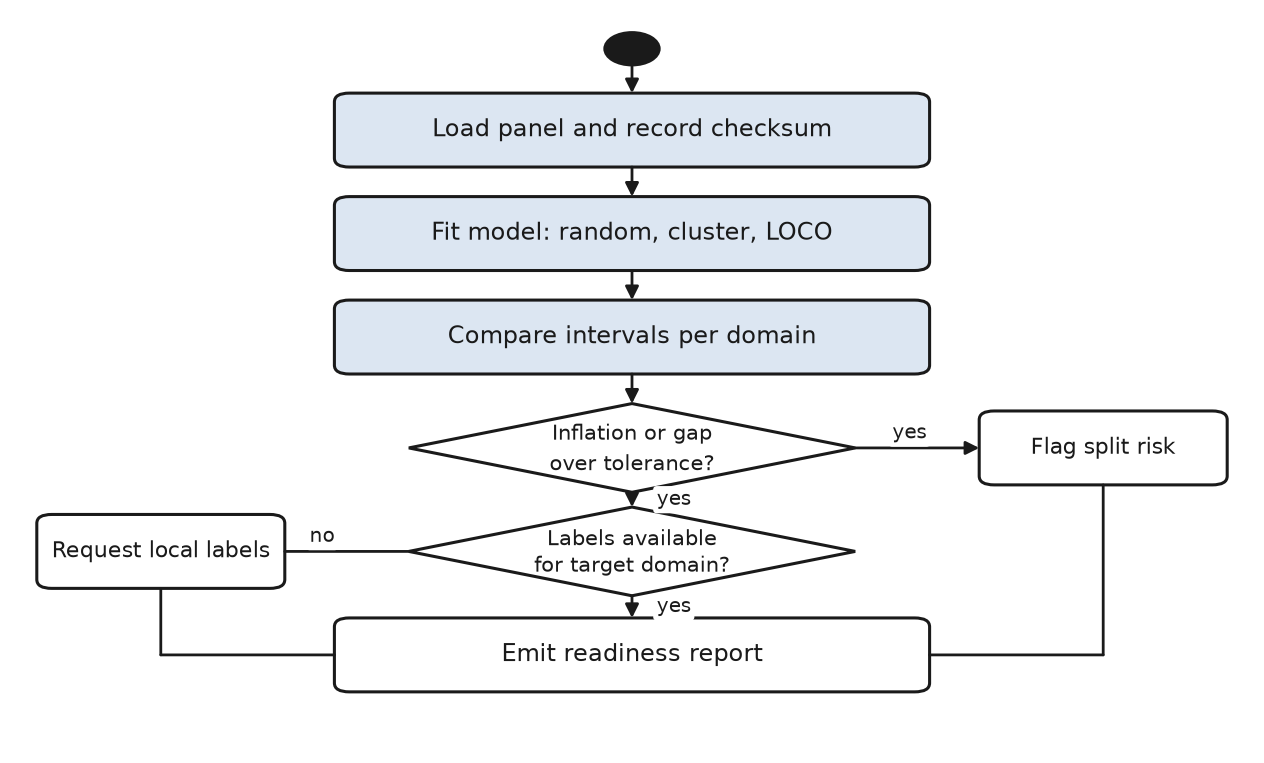 Load panel and record checksum
Fit model: random, cluster, LOCO
Compare intervals per domain
Inflation or gap
over tolerance?
yes
Flag split risk
yes
Labels available
for target domain?
no
Request local labels
yes
Emit readiness report